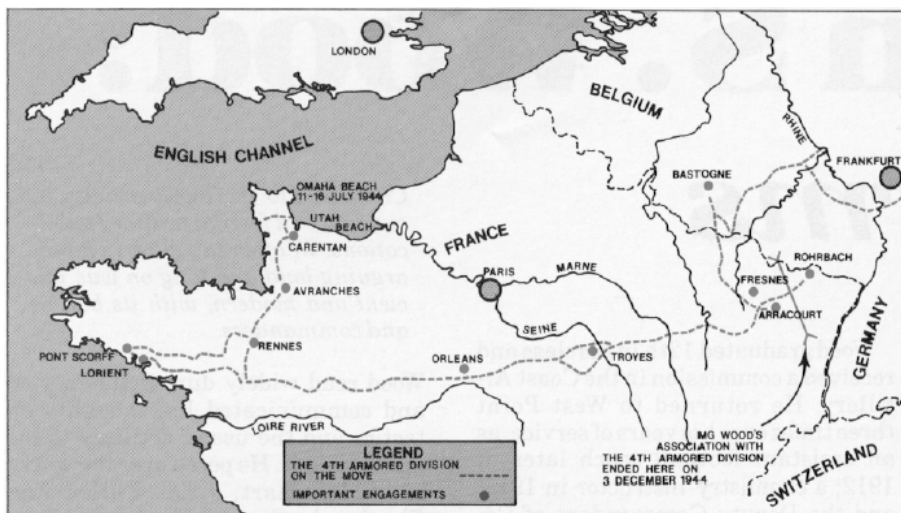 LONDON
ENGLISH CHANNEL
BELGIUM
RHINE
FRANKFURT
BASTOGNE
OMAHA BEACH
11-16 JULY 1944
UTAH
BEACH
CARENTAN
FRANCE
PARIS
MARNE
ROHRBACH
FRESNES
ARRACOURT
GERMANY
AVRANCHES
SEINE
TROYES
RENNES
ORLEANS
PONT SCORFF
LORIENT
LOIRE RIVER
LEGEND
THE 4TH ARMORED DIVISION
ON THE MOVE
IMPORTANT ENGAGEMENTS
MG WOOD'S
ASSOCIATION WITH
THE 4TH ARMORED DIVISION
ENDED HERE ON
3 DECEMBER 1944
SWITZERLAND